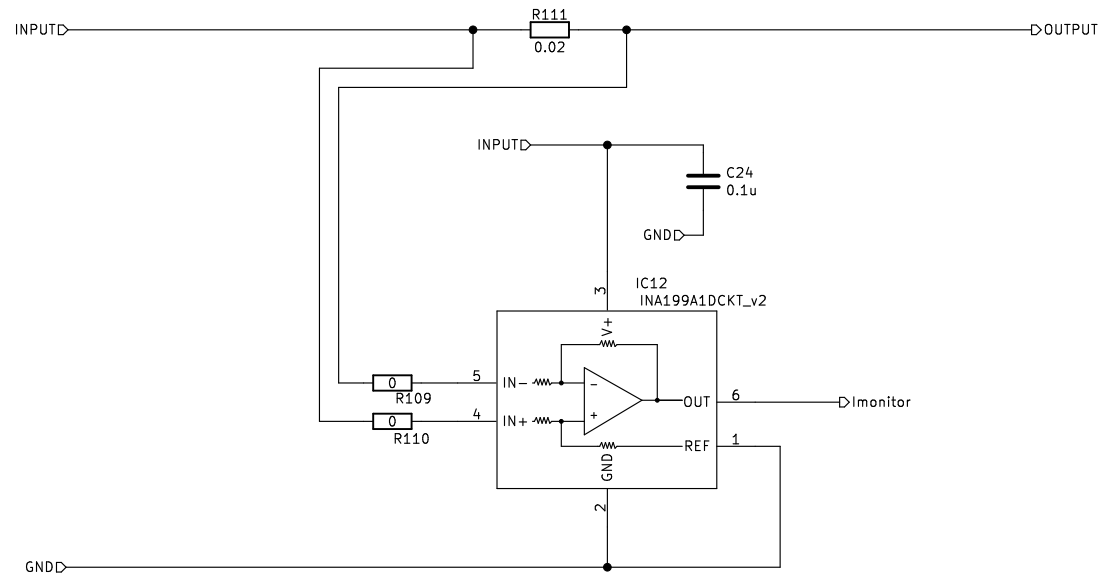 R111
INPUT
OUTPUT
0.02
INPUT
C24
0.1u
GND
IC12
INA199A1DCKT_v2
3
V+
5
IN-
0
R109
-
OUT
6
Imonitor
4
IN+
0
R110
+
REF
1
GND
2
GND